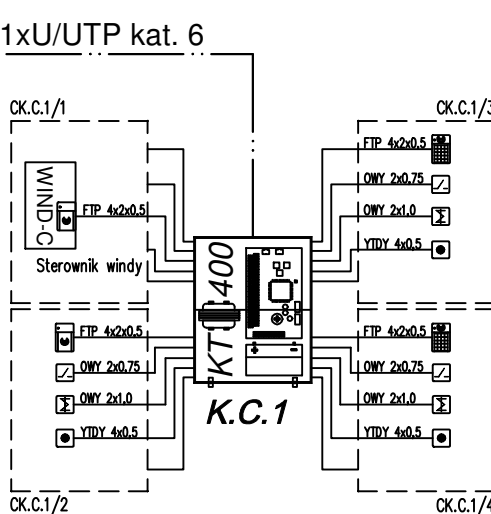 1xU/UTP kat. 6
CK.C.1/1
CK.C.1/3
WIND-C
FTP 4x2x0.5
Sterownik windy
FTP 4x2x0.5
OWY 2x0.75
OWY 2x1.0
YTDY 4x0.5
KT 400
+ -
K.C.1
FTP 4x2x0.5
OWY 2x0.75
OWY 2x1.0
YTDY 4x0.5
FTP 4x2x0.5
OWY 2x0.75
OWY 2x1.0
YTDY 4x0.5
CK.C.1/2
CK.C.1/4